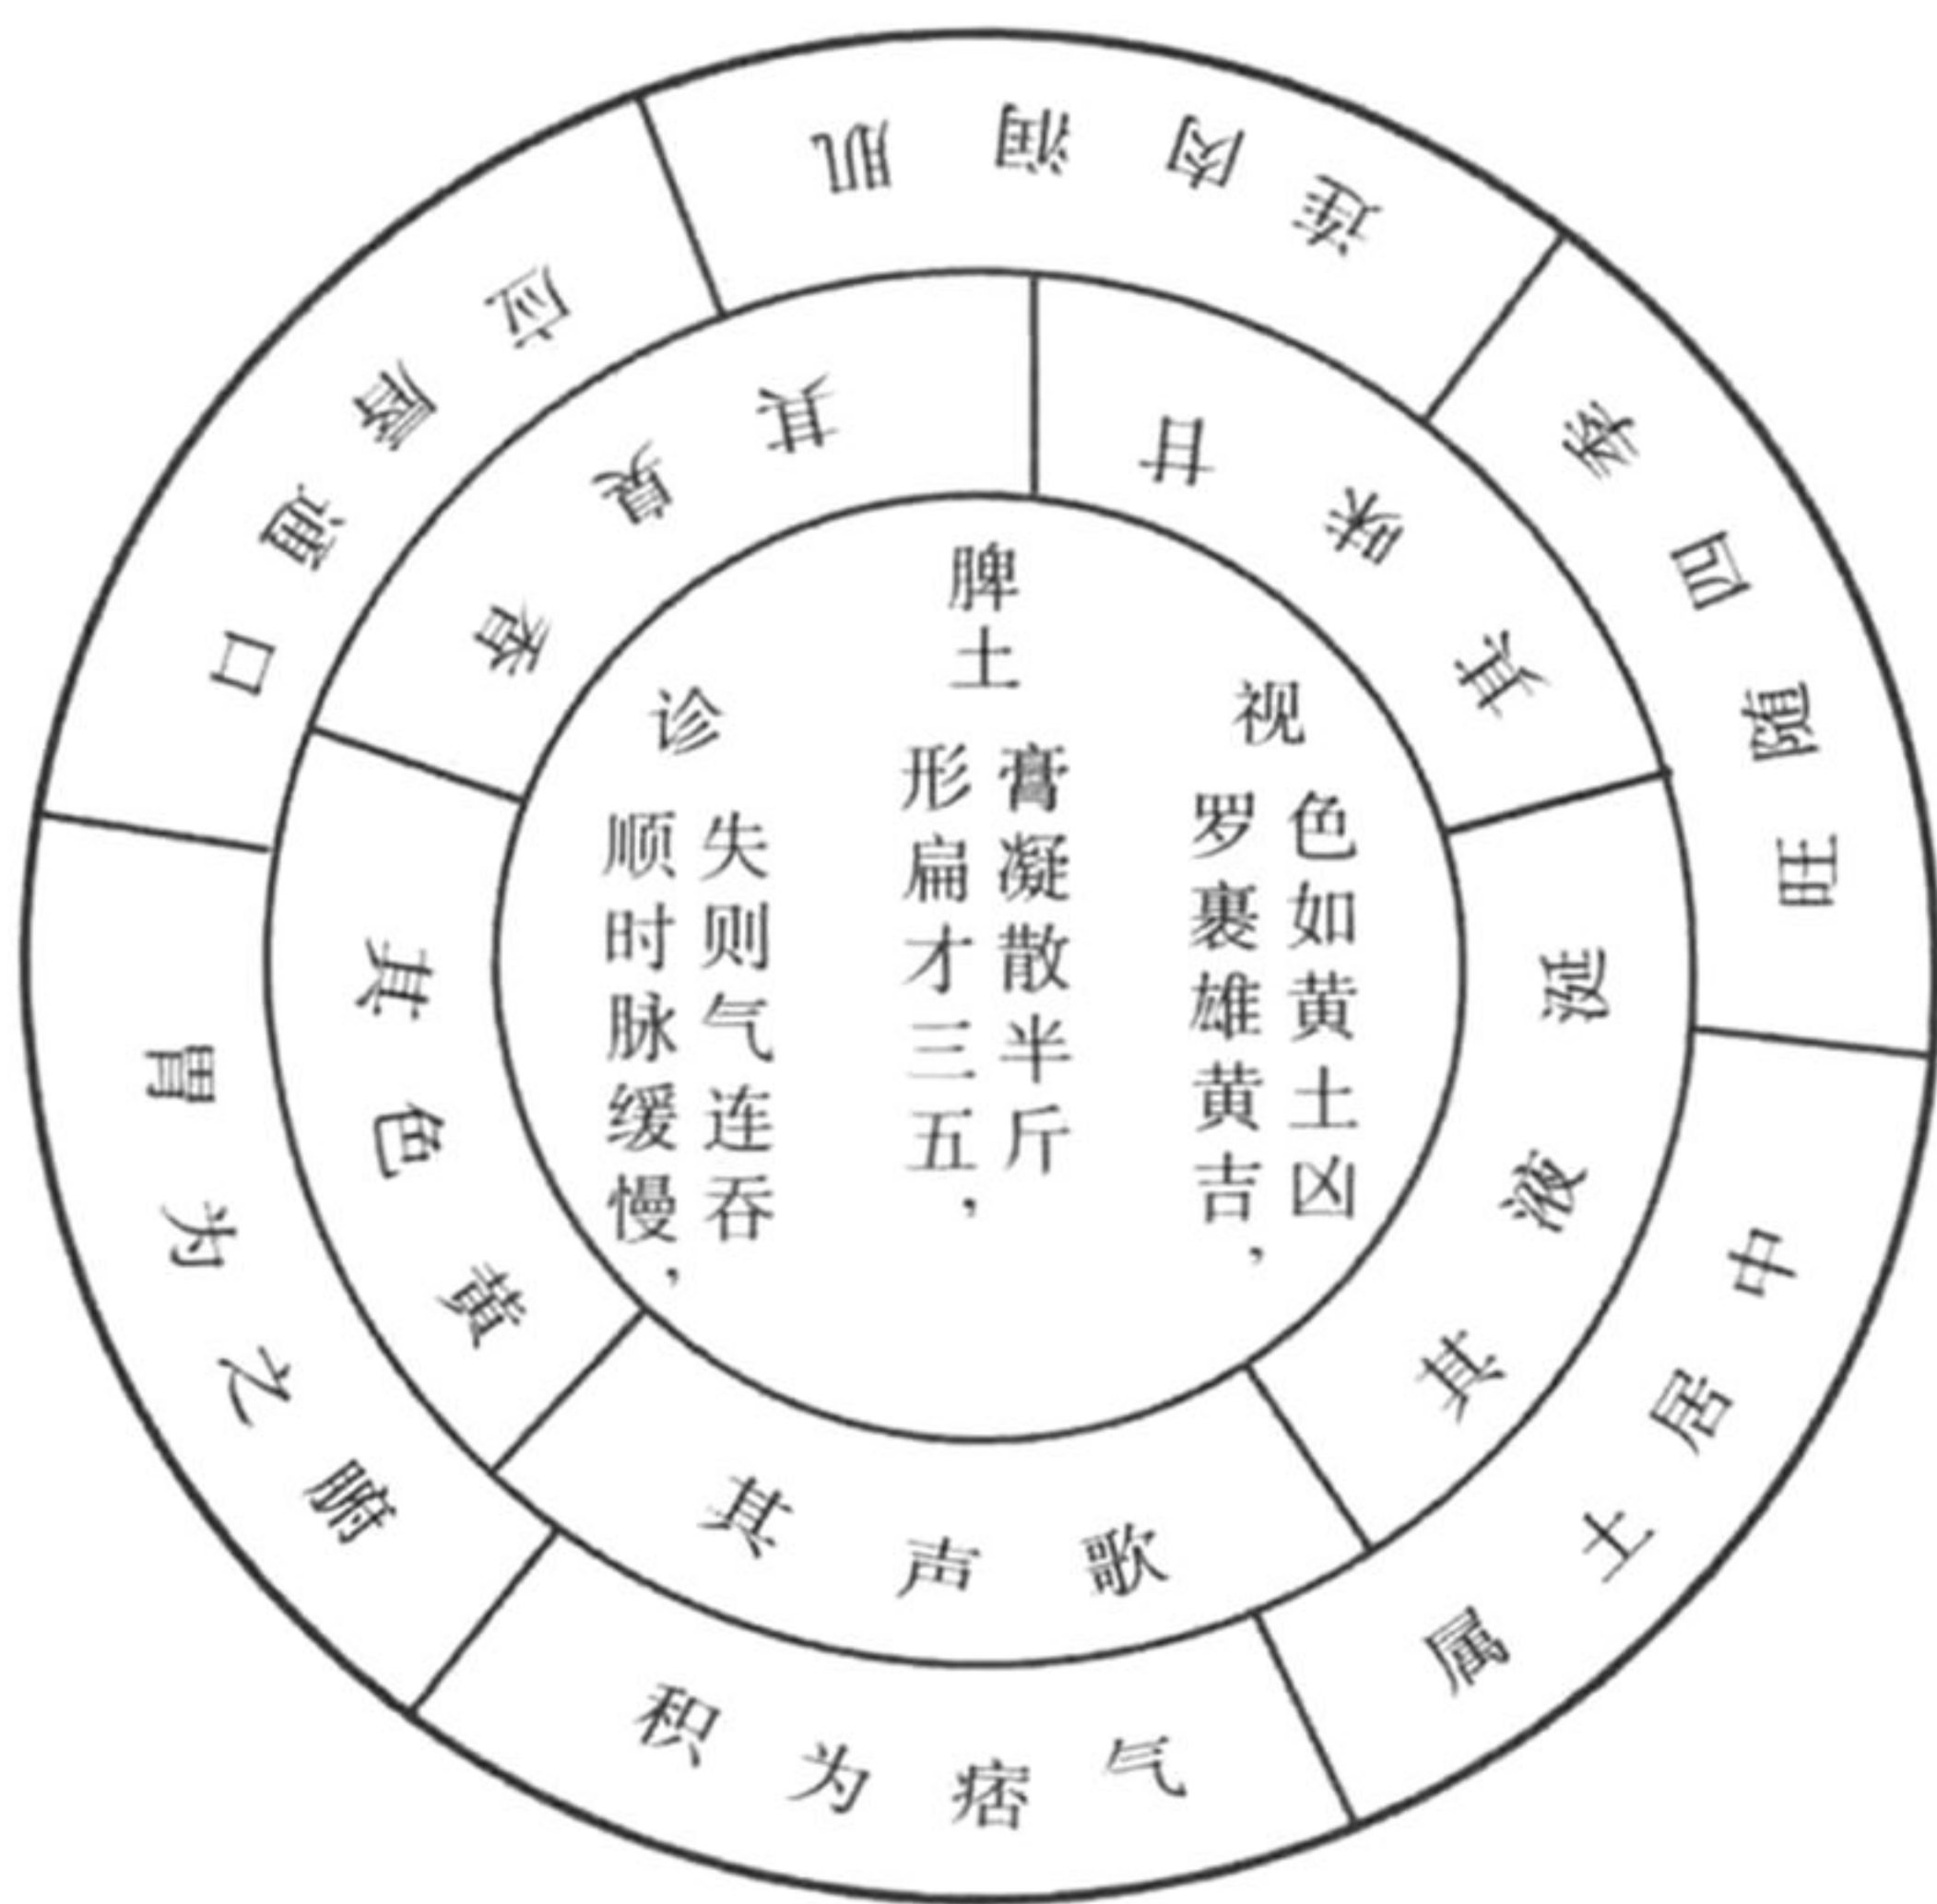 脾土
诊
顺时脉缓慢，
失则气连吞
形扁才三五，
膏凝散半斤
视
罗裹雄黄吉，
色如黄土凶
其臭香
其色黄
其声歌
其液涎
其味甘
连肉润肌
应唇通口
胃为之腑
积为痞气
属土居中
旺随四季